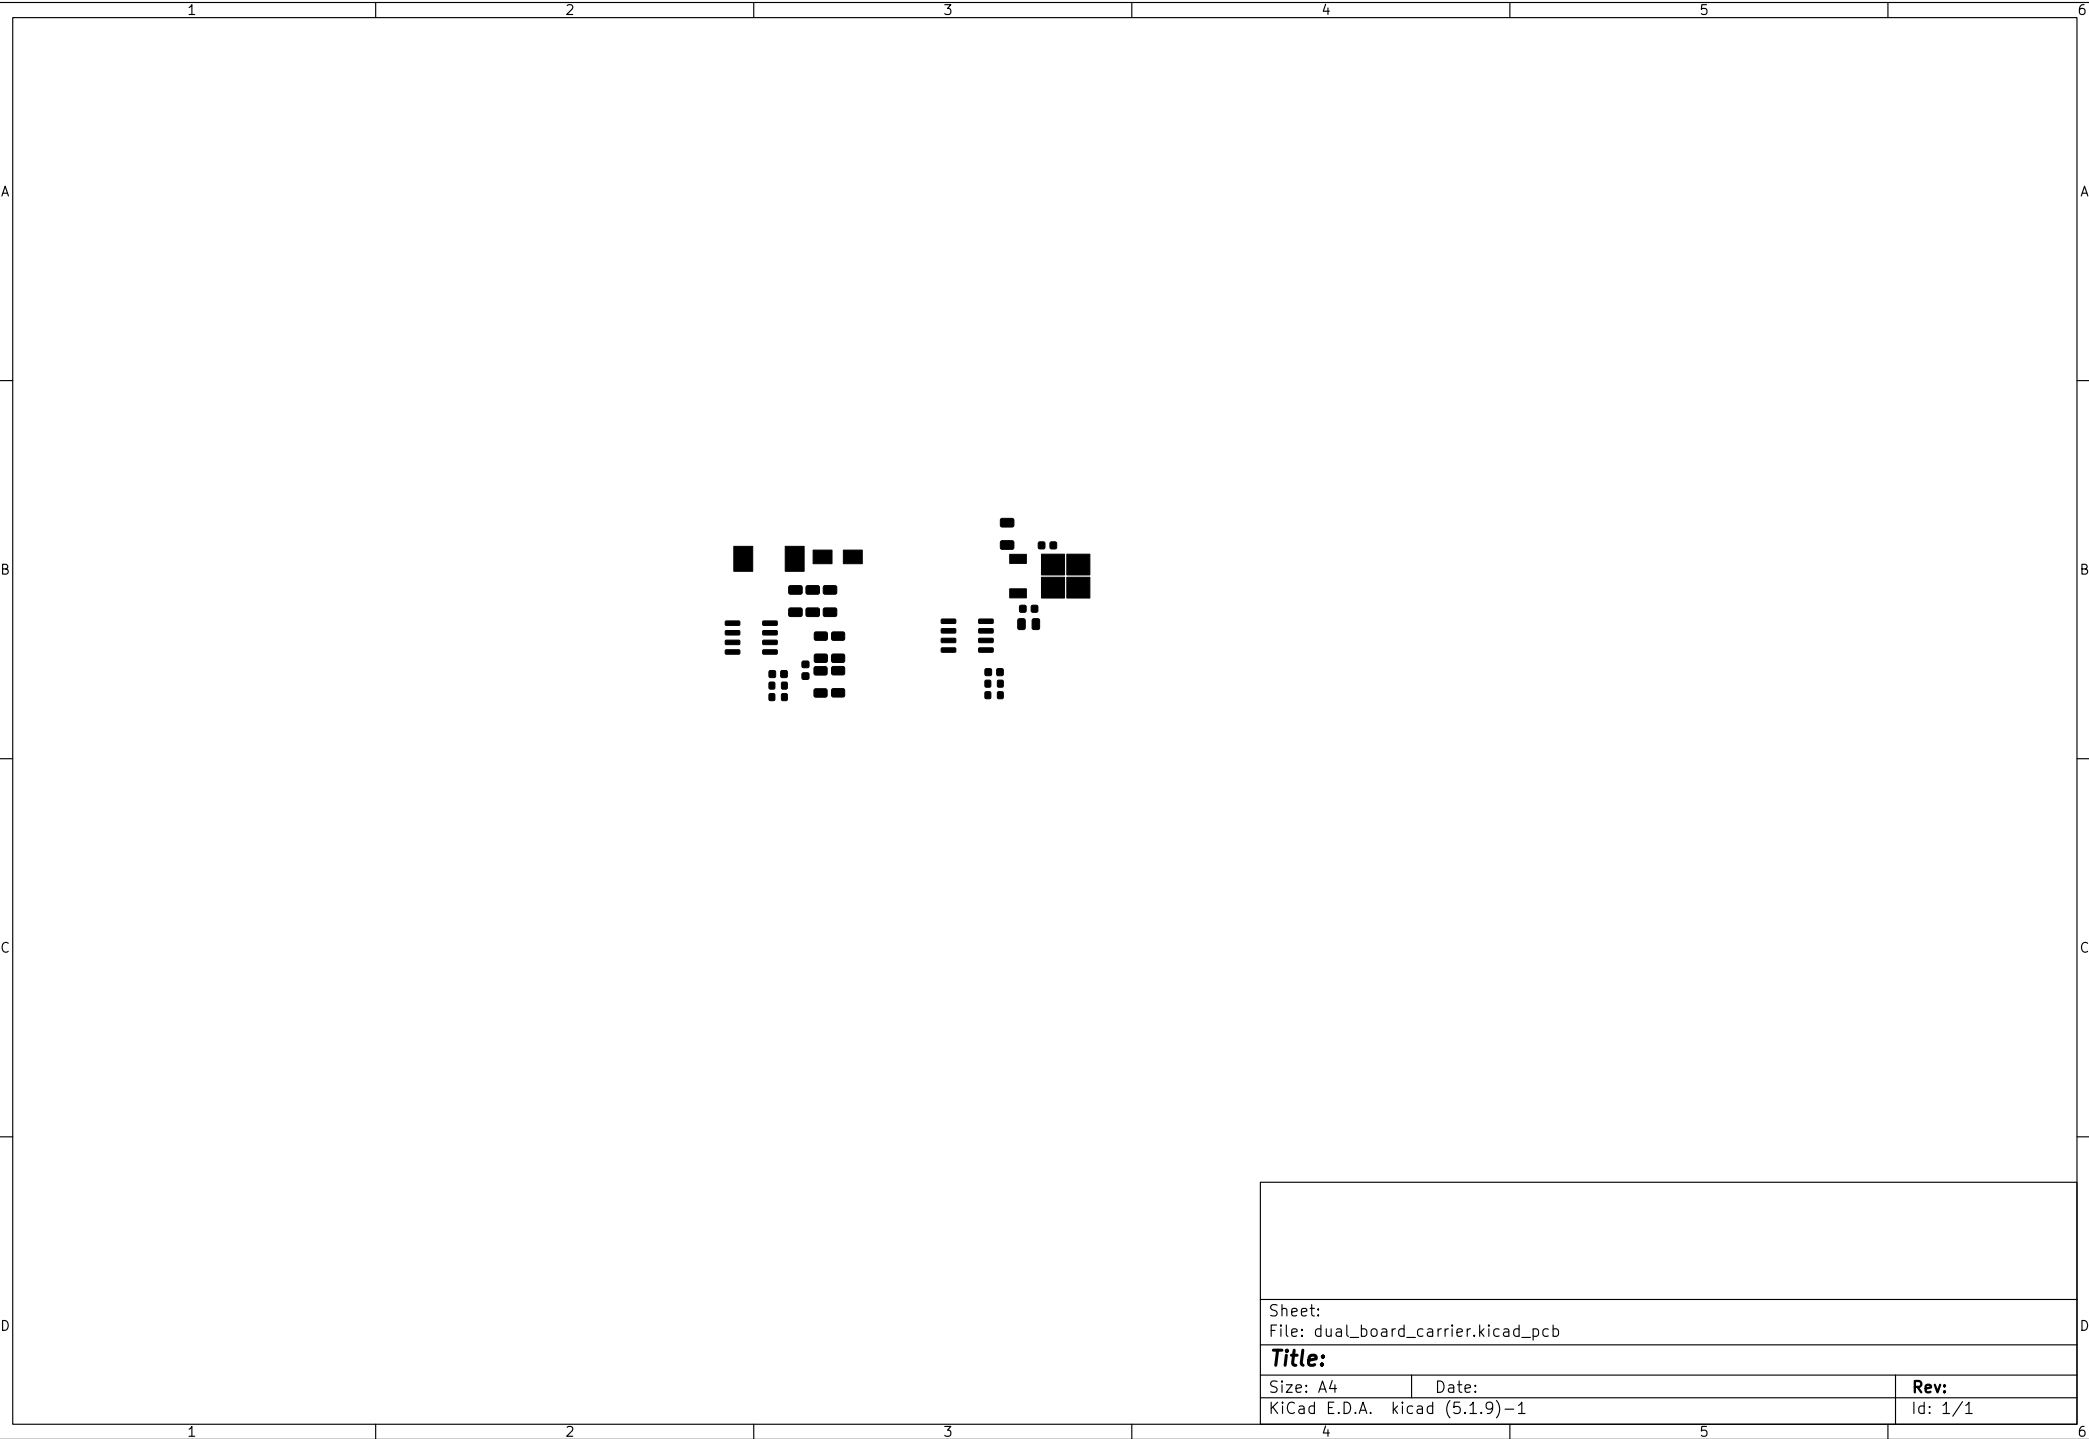 1 2 3 4 5 6
A A
B B
C C
D D
Sheet:
File: dual_board_carrier.kicad_pcb
Title:
Size: A4 Date: Rev:
KiCad E.D.A. kicad (5.1.9)-1 Id: 1/1
1 2 3 4 5 6